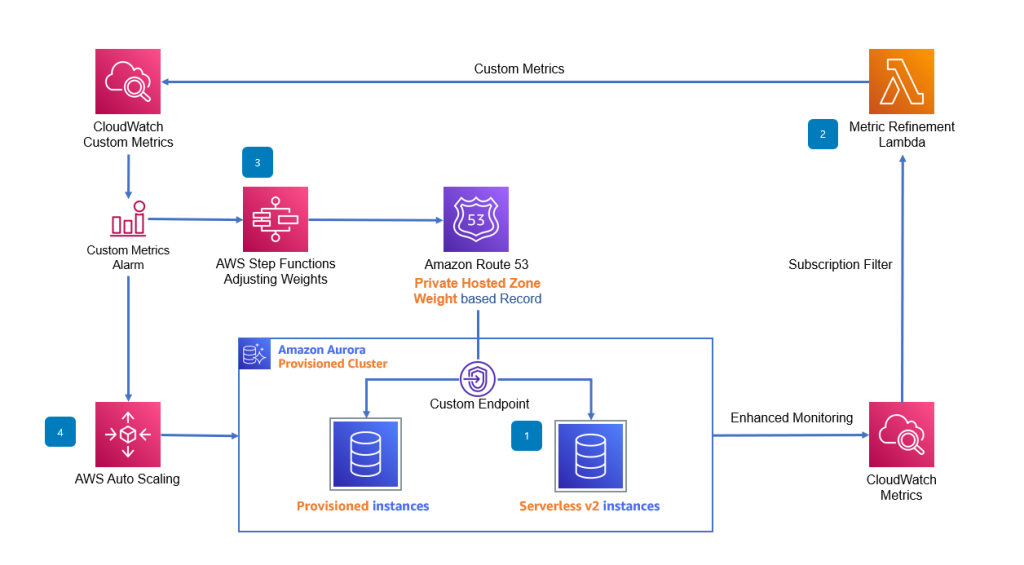 Custom Metrics
CloudWatch
Custom Metrics
2
Metric Refinement
Lambda
3
53
Custom Metrics
Alarm
AWS Step Functions
Adjusting Weights
Amazon Route 53
Private Hosted Zone
Weight based Record
Subscription Filter
Amazon Aurora
Provisioned Cluster
Custom Endpoint
Enhanced Monitoring
4
1
AWS Auto Scaling
CloudWatch
Metrics
Provisioned instances
Serverless v2 instances